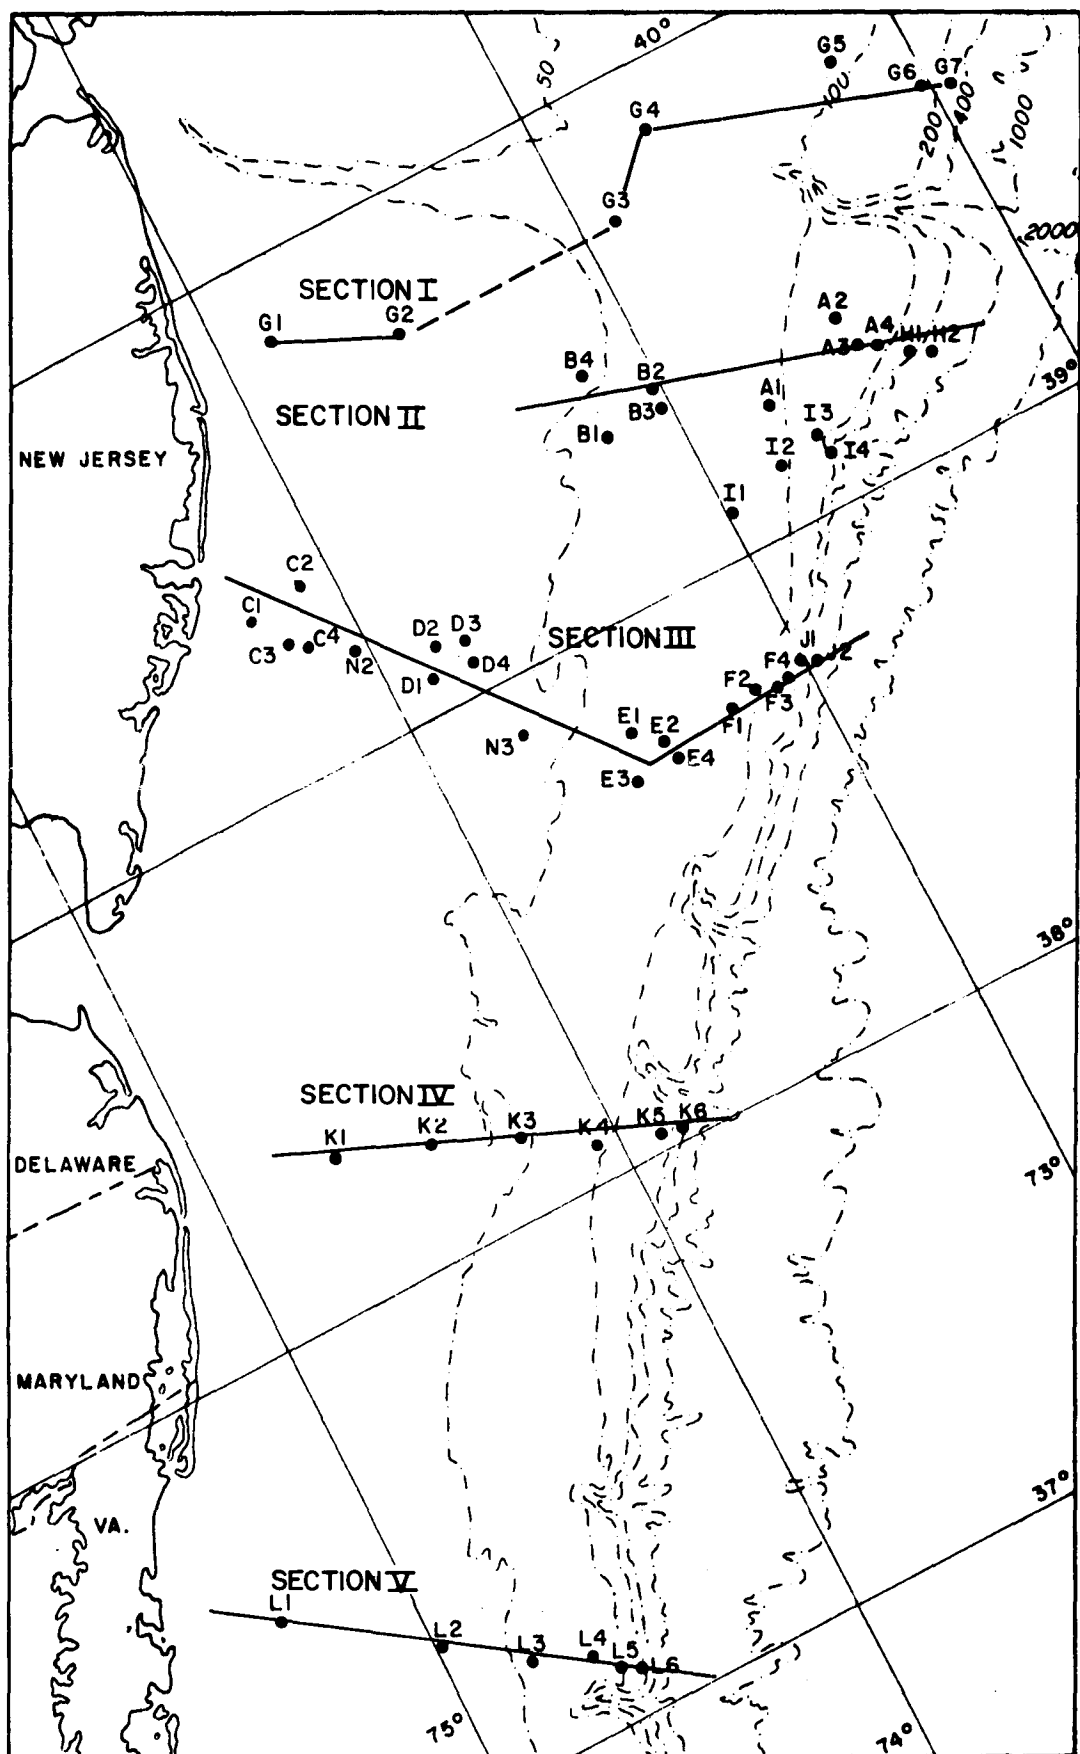 40°
G5
G6
G7
50
100
200
400
1000
G4
G3
2000
SECTION I
G1
G2
A2
A3
A4
H1
H2
B4
B2
B3
B1
A1
39°
SECTION II
I3
I4
I2
I1
NEW JERSEY
C2
C1
C3
C4
N2
D2
D3
D4
D1
SECTION III
J1
J2
F4
F2
F3
F1
N3
E1
E2
E4
E3
38°
SECTION IV
K1
K2
K3
K4
K5
K6
DELAWARE
73°
MARYLAND
37°
VA.
SECTION V
L1
L2
L3
L4
L5
L6
75°
74°